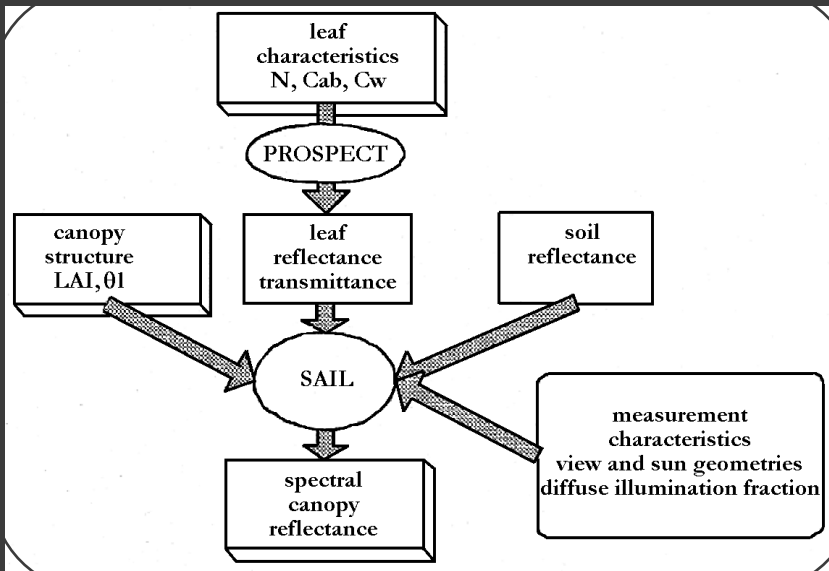 leaf
characteristics
N, Cab, Cw
PROSPECT
canopy
structure
LAI,θl
leaf
reflectance
transmittance
soil
reflectance
SAIL
measurement
characteristics
view and sun geometries
diffuse illumination fraction
spectral
canopy
reflectance